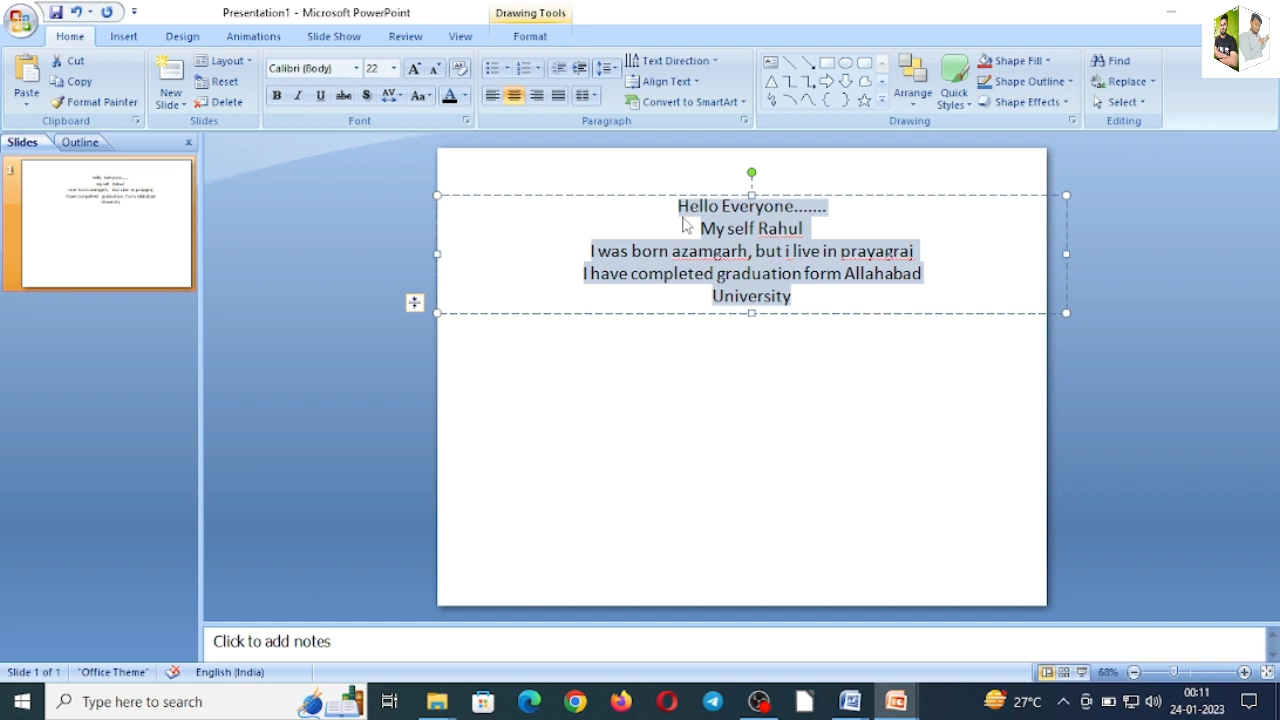 Presentation1 - Microsoft PowerPoint
Drawing Tools
Home
Insert
Design
Animations
Slide Show
Review
View
Format
Paste
Cut
Copy
Format Painter
Clipboard
New Slide
Layout
Reset
Delete
Slides
Calibri (Body)
22
B I U abc S AV Aa A
Font
Text Direction
Align Text
Convert to SmartArt
Paragraph
Arrange
Quick Styles
Shape Fill
Shape Outline
Shape Effects
Drawing
Find
Replace
Select
Editing
Slides
Outline
1
Hello Everyone.......
My self Rahul
I was born azamgarh, but i live in prayagraj
I have completed graduation form Allahabad
University
Click to add notes
Slide 1 of 1
"Office Theme"
English (India)
68%
Type here to search
27°C
00:11
24-01-2023